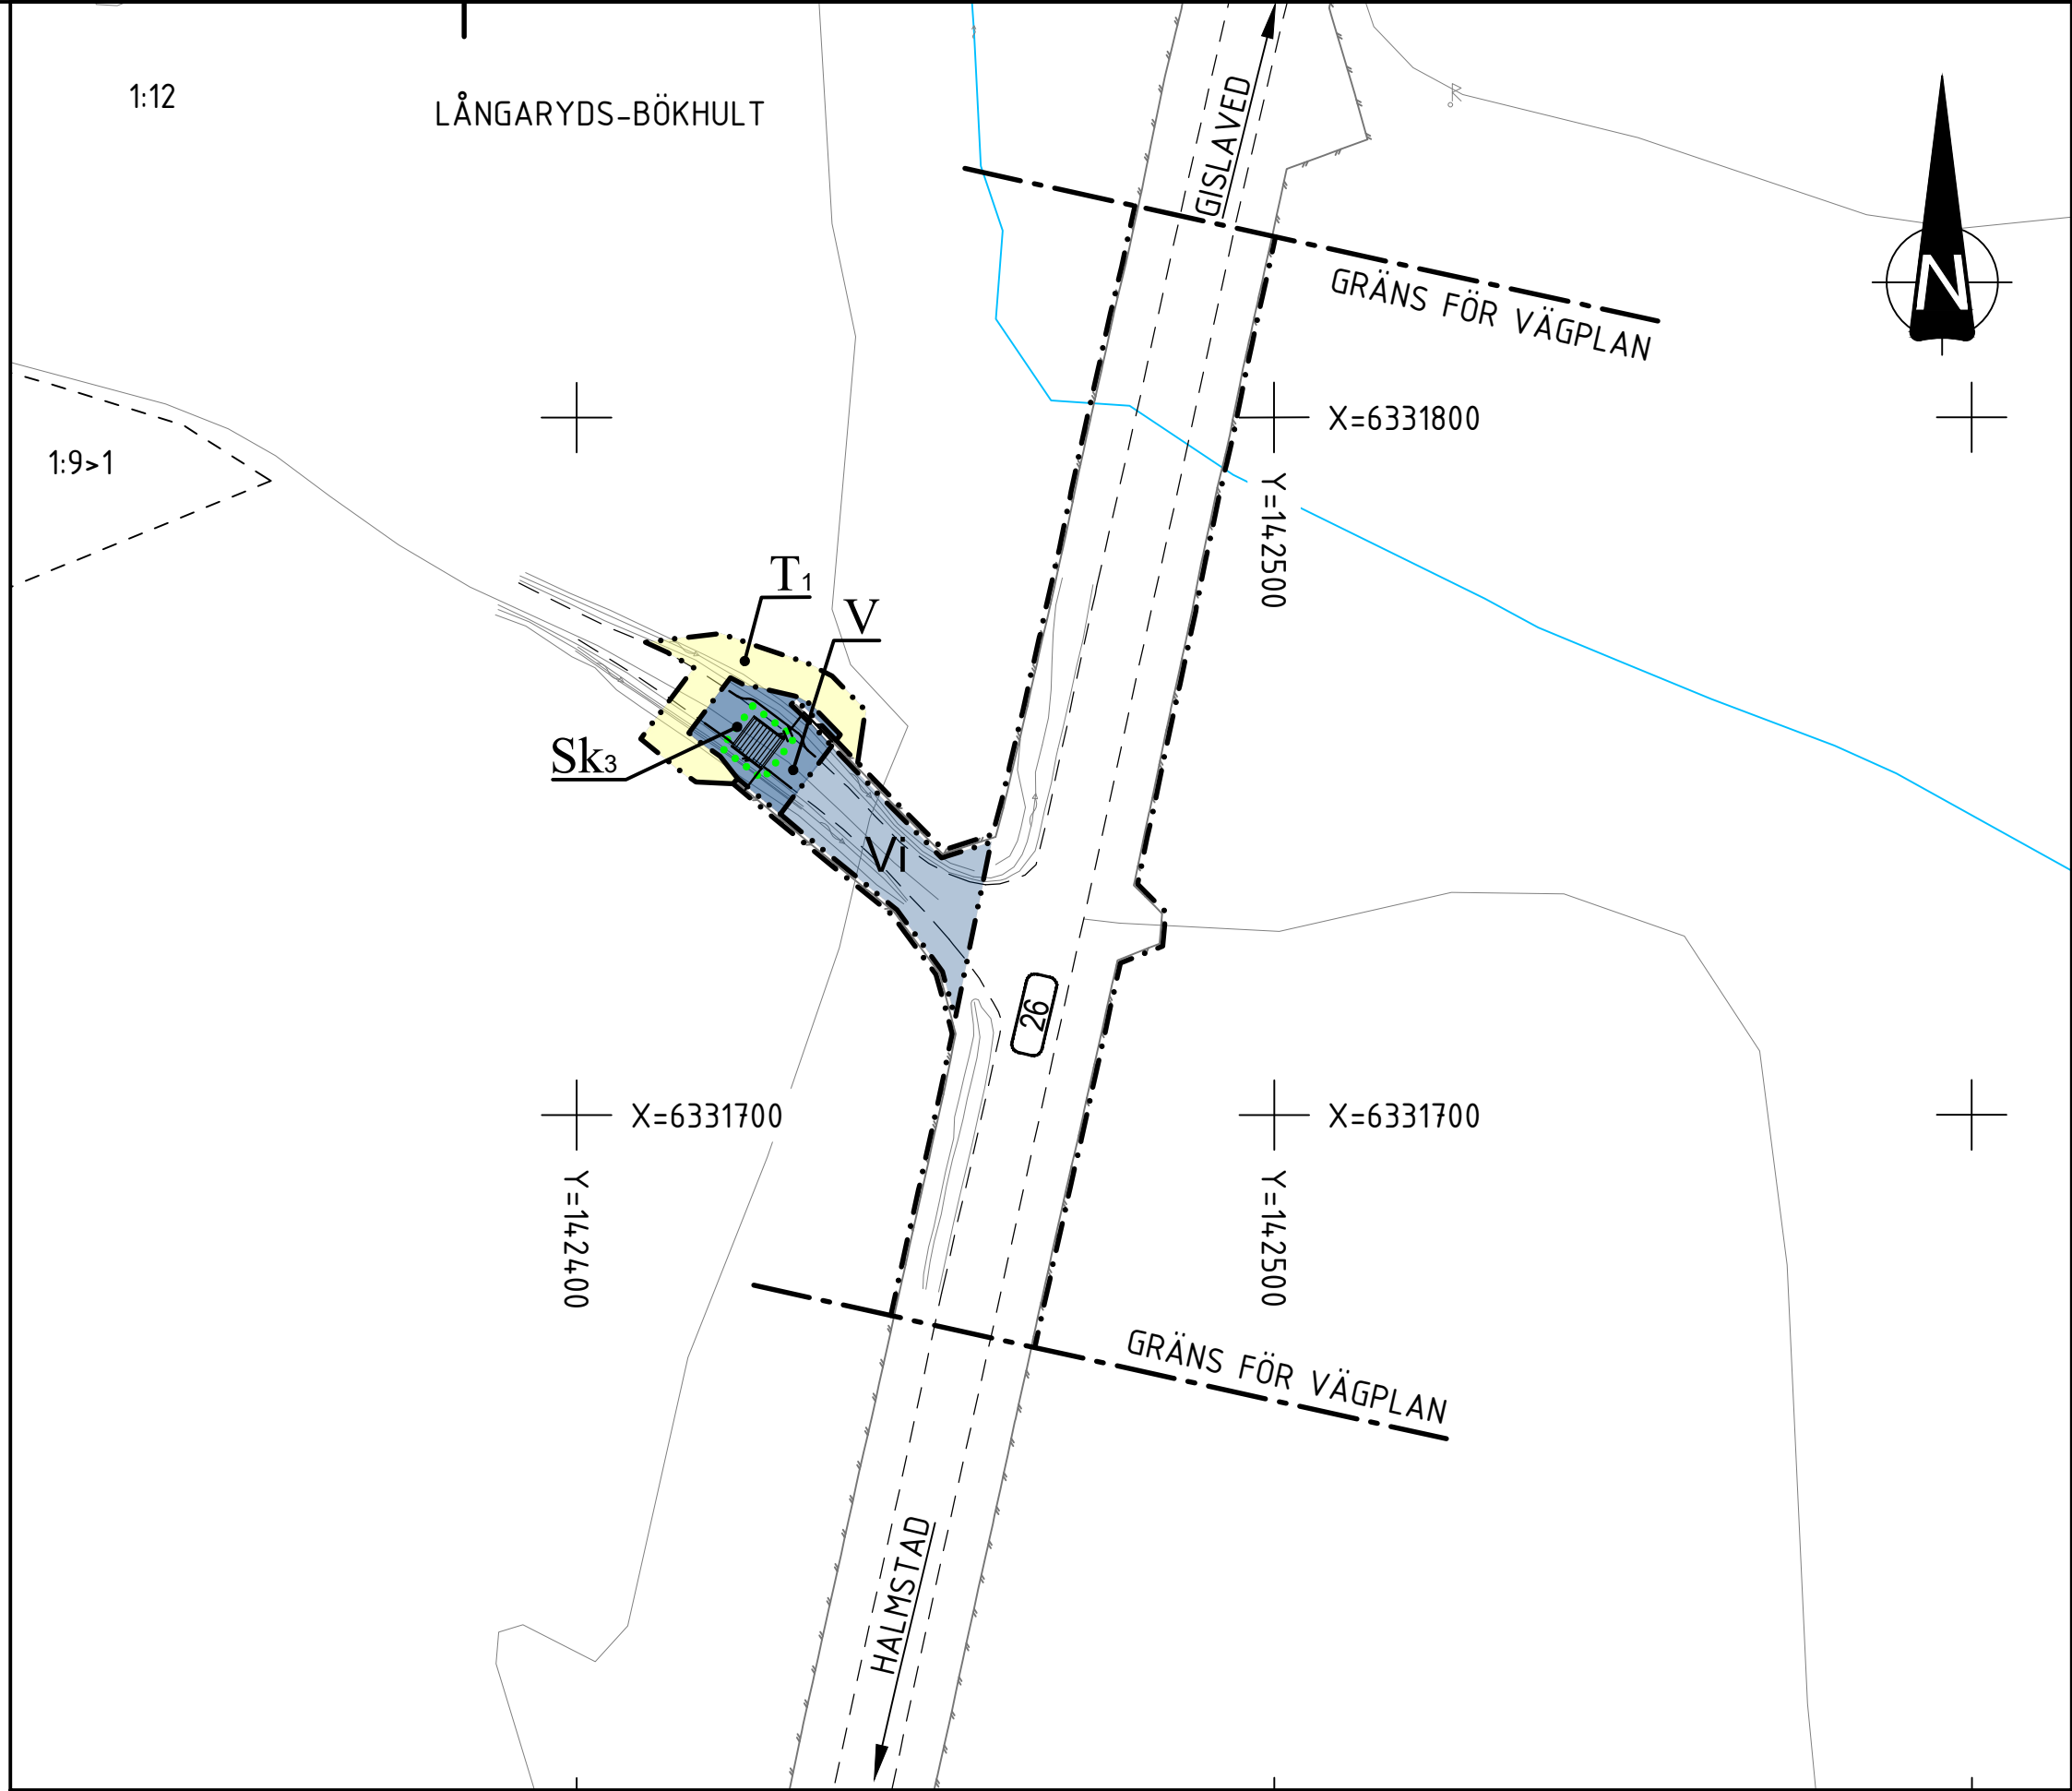 1:12
LÅNGARYDS-BÖKHULT
GISLAVED
GRÄNS FÖR VÄGPLAN
N
X=6331800
Y=142500
1:9>1
T1
V
Sk3
Vi
26
X=6331700
Y=142400
X=6331700
Y=142500
GRÄNS FÖR VÄGPLAN
HALMSTAD